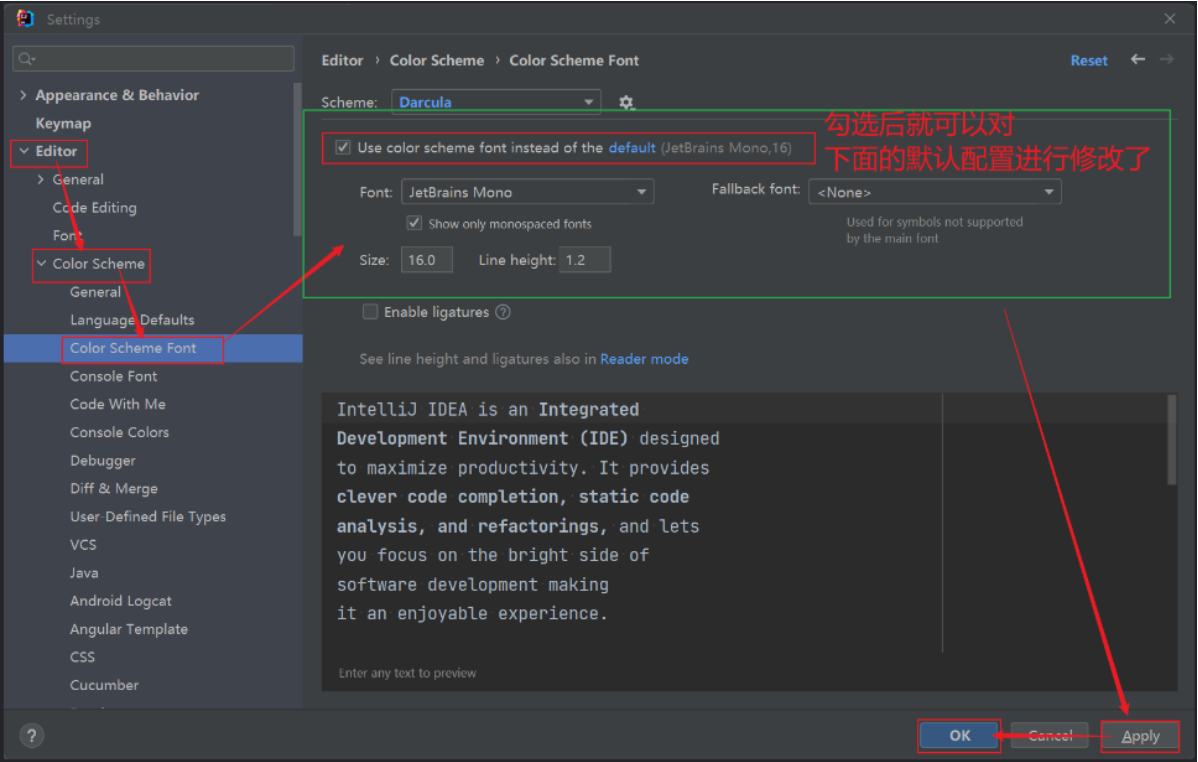 Settings
Appearance & Behavior
Keymap
Editor
General
Code Editing
Font
Color Scheme
General
Language Defaults
Color Scheme Font
Console Font
Code With Me
Console Colors
Debugger
Diff & Merge
User-Defined File Types
VCS
Java
Android Logcat
Angular Template
CSS
Cucumber
Editor › Color Scheme › Color Scheme Font
Reset
Scheme: Darcula
勾选后就可以对
下面的默认配置进行修改了
Use color scheme font instead of the default (JetBrains Mono,16)
Font: JetBrains Mono
Fallback font: <None>
Show only monospaced fonts
Used for symbols not supported
by the main font
Size: 16.0 Line height: 1.2
Enable ligatures ?
See line height and ligatures also in Reader mode
IntelliJ IDEA is an Integrated
Development Environment (IDE) designed
to maximize productivity. It provides
clever code completion, static code
analysis, and refactorings, and lets
you focus on the bright side of
software development making
it an enjoyable experience.
Enter any text to preview
?
OK
Cancel
Apply